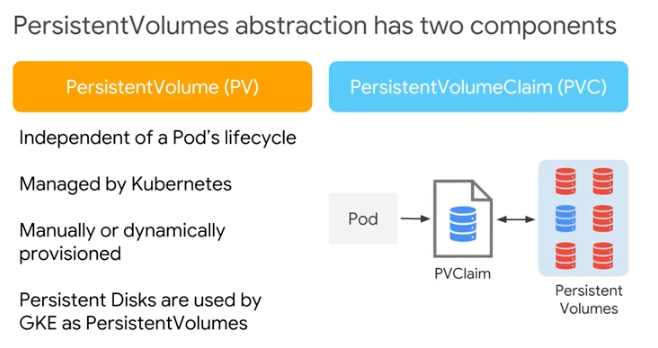 PersistentVolumes abstraction has two components
PersistentVolume (PV)
Independent of a Pod's lifecycle
Managed by Kubernetes
Manually or dynamically
provisioned
Persistent Disks are used by
GKE as PersistentVolumes
PersistentVolumeClaim (PVC)
Pod
PVClaim
Persistent
Volumes